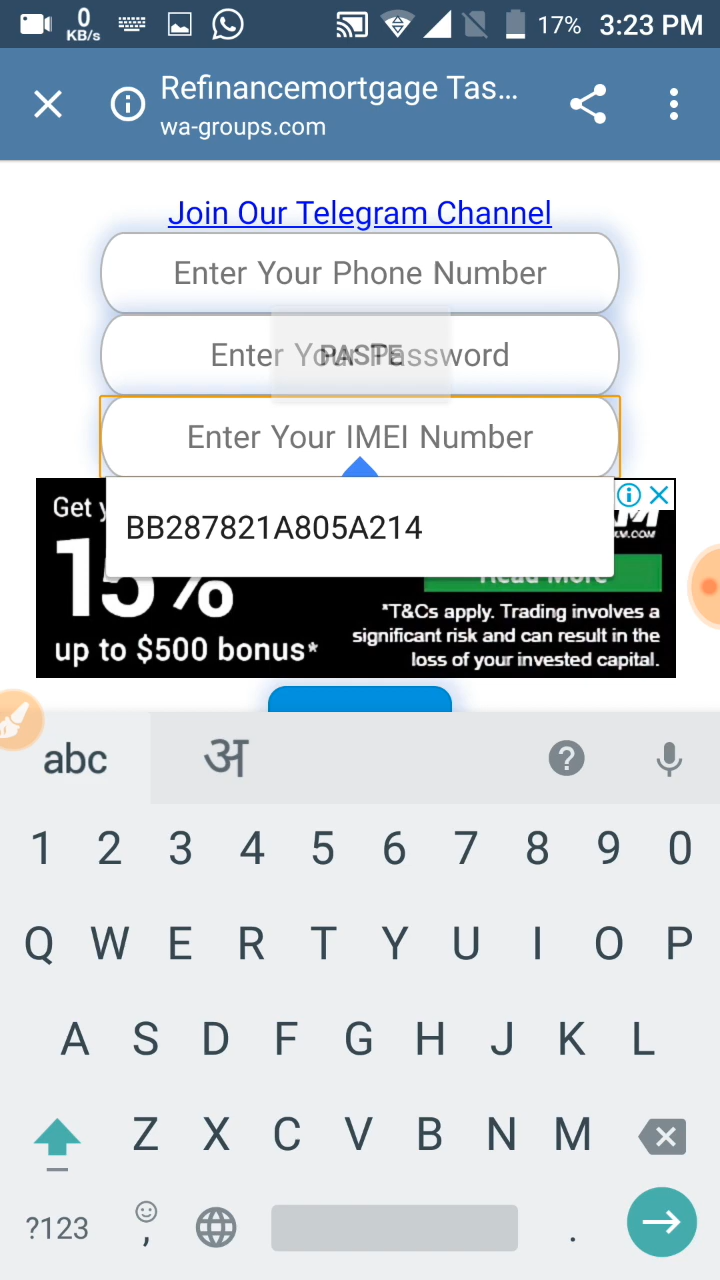 0
KB/s
17% 3:23 PM
Refinancemortgage Tas...
wa-groups.com
Join Our Telegram Channel
Enter Your Phone Number
Enter Your Password
PASTE
Enter Your IMEI Number
BB287821A805A214
Get
15%
up to $500 bonus*
M
.COM
Read More
*T&Cs apply. Trading involves a
significant risk and can result in the
loss of your invested capital.
abc अ ?
1 2 3 4 5 6 7 8 9 0
Q W E R T Y U I O P
A S D F G H J K L
Z X C V B N M
?123 , .